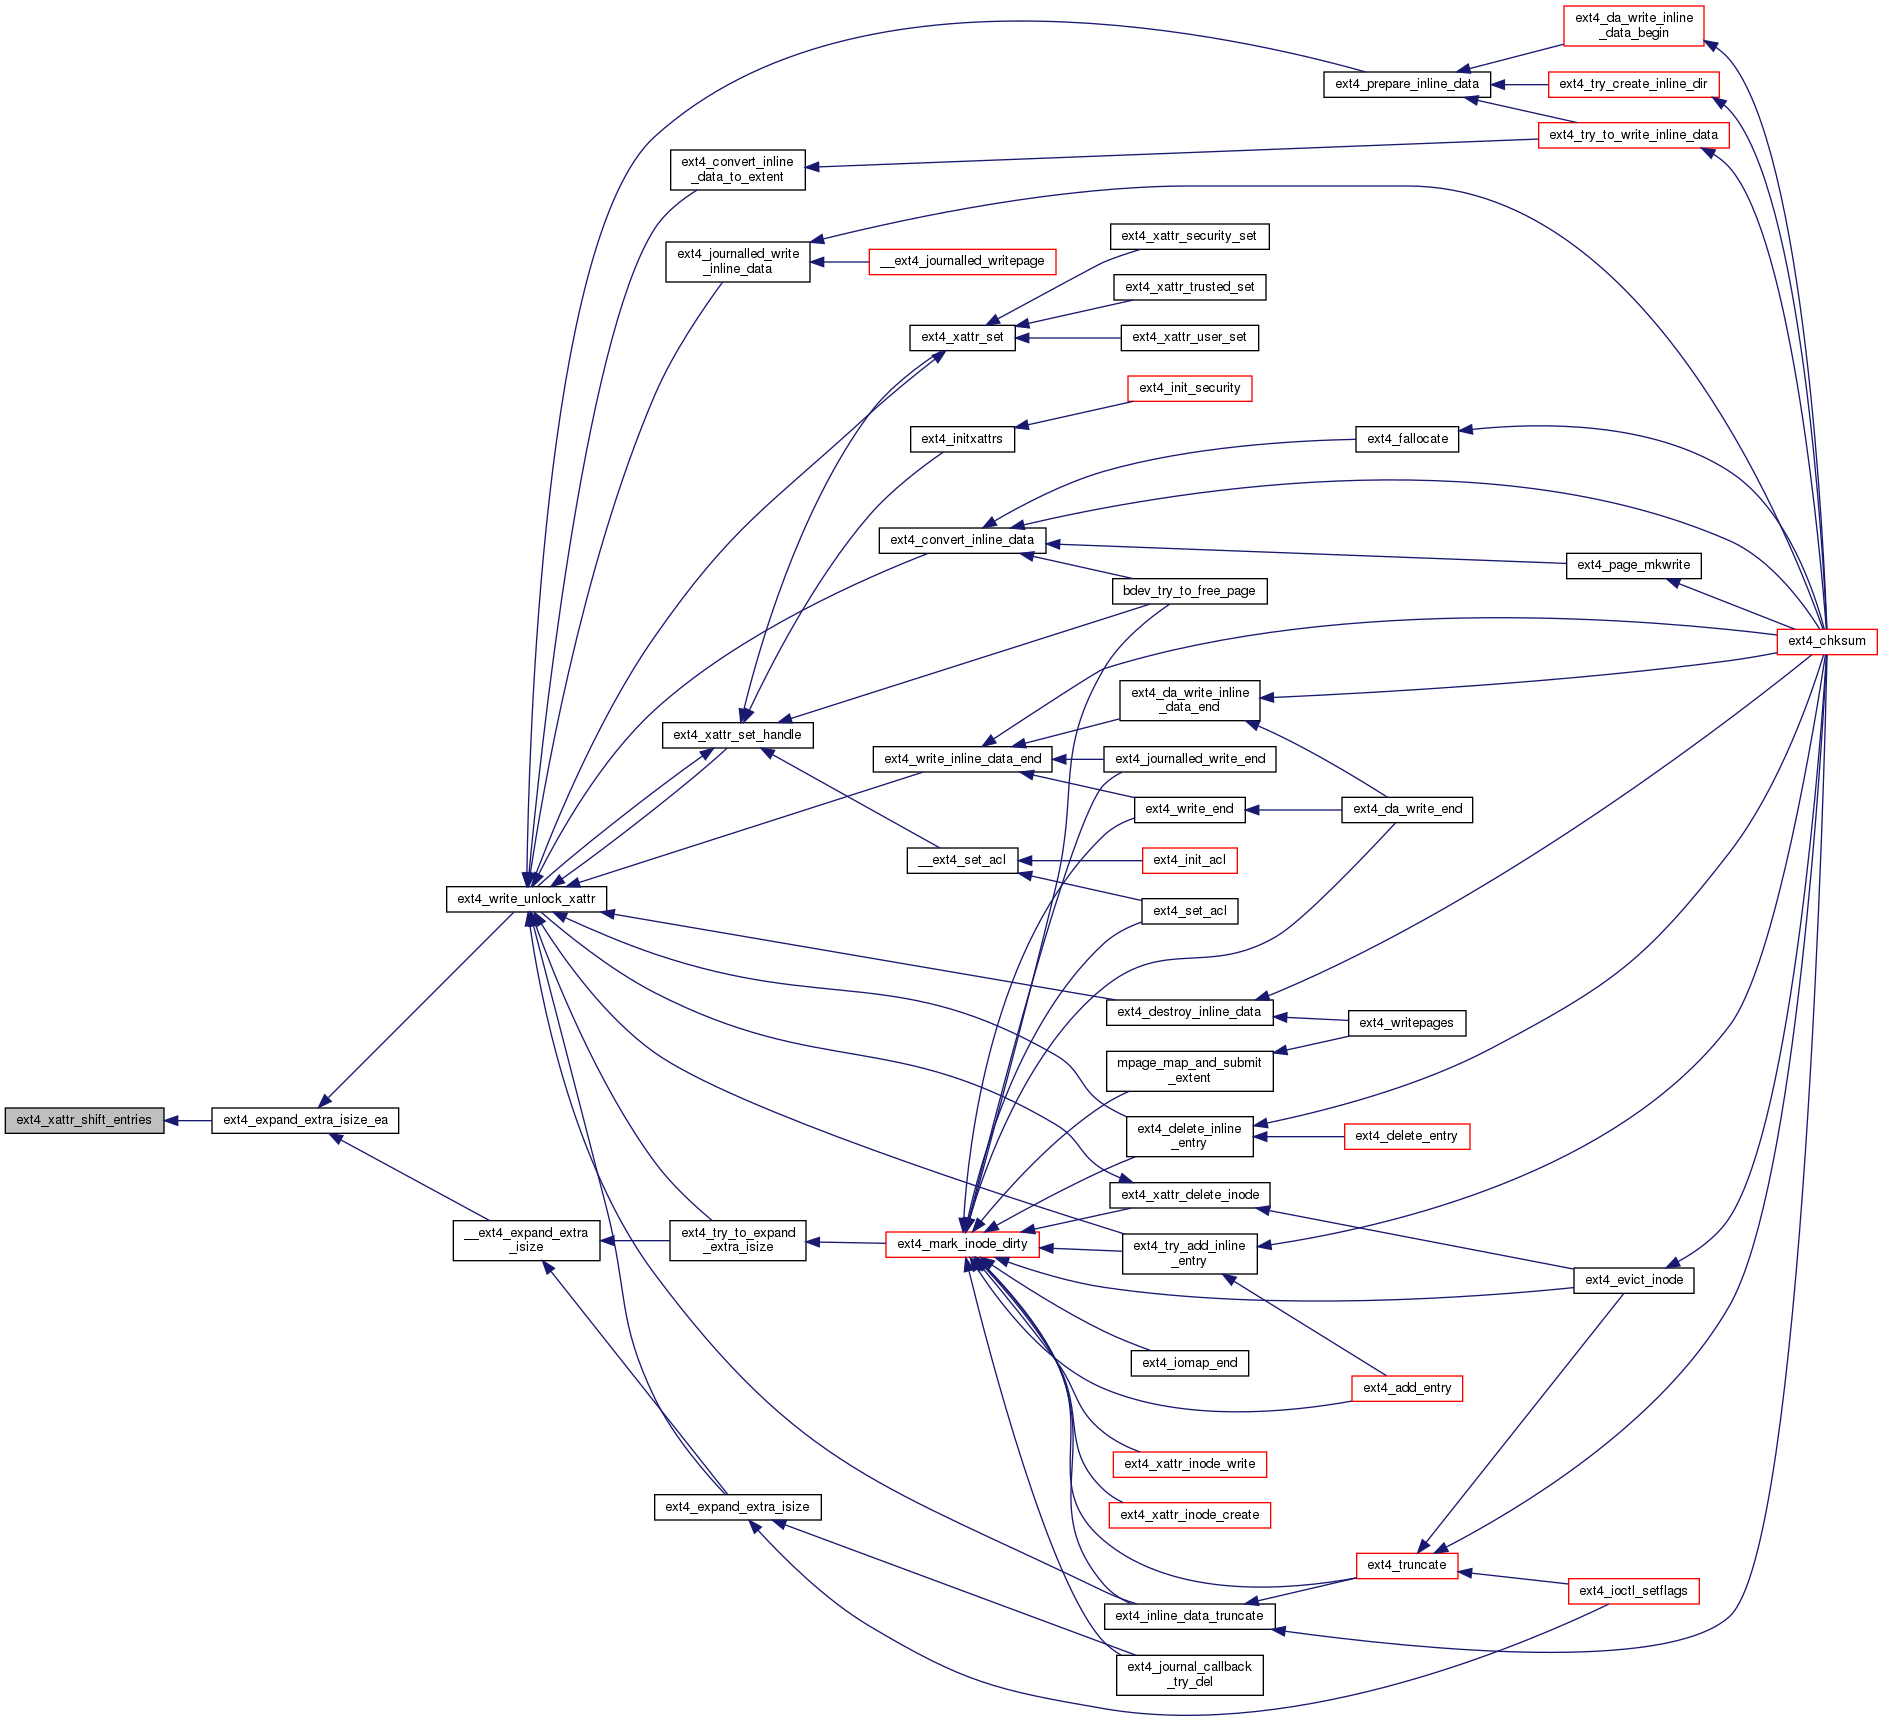 ext4_da_write_inline
_data_begin
ext4_prepare_inline_data
ext4_try_create_inline_dir
ext4_try_to_write_inline_data
ext4_convert_inline
_data_to_extent
ext4_xattr_security_set
ext4_journalled_write
_inline_data
__ext4_journalled_writepage
ext4_xattr_trusted_set
ext4_xattr_set
ext4_xattr_user_set
ext4_init_security
ext4_initxattrs
ext4_fallocate
ext4_convert_inline_data
ext4_page_mkwrite
bdev_try_to_free_page
ext4_chksum
ext4_da_write_inline
_data_end
ext4_xattr_set_handle
ext4_write_inline_data_end
ext4_journalled_write_end
ext4_write_end
ext4_da_write_end
__ext4_set_acl
ext4_init_acl
ext4_write_unlock_xattr
ext4_set_acl
ext4_destroy_inline_data
ext4_writepages
mpage_map_and_submit
_extent
ext4_xattr_shift_entries
ext4_expand_extra_isize_ea
ext4_delete_inline
_entry
ext4_delete_entry
ext4_xattr_delete_inode
__ext4_expand_extra
_isize
ext4_try_to_expand
_extra_isize
ext4_mark_inode_dirty
ext4_try_add_inline
_entry
ext4_evict_inode
ext4_iomap_end
ext4_add_entry
ext4_xattr_inode_write
ext4_expand_extra_isize
ext4_xattr_inode_create
ext4_truncate
ext4_ioctl_setflags
ext4_inline_data_truncate
ext4_journal_callback
_try_del